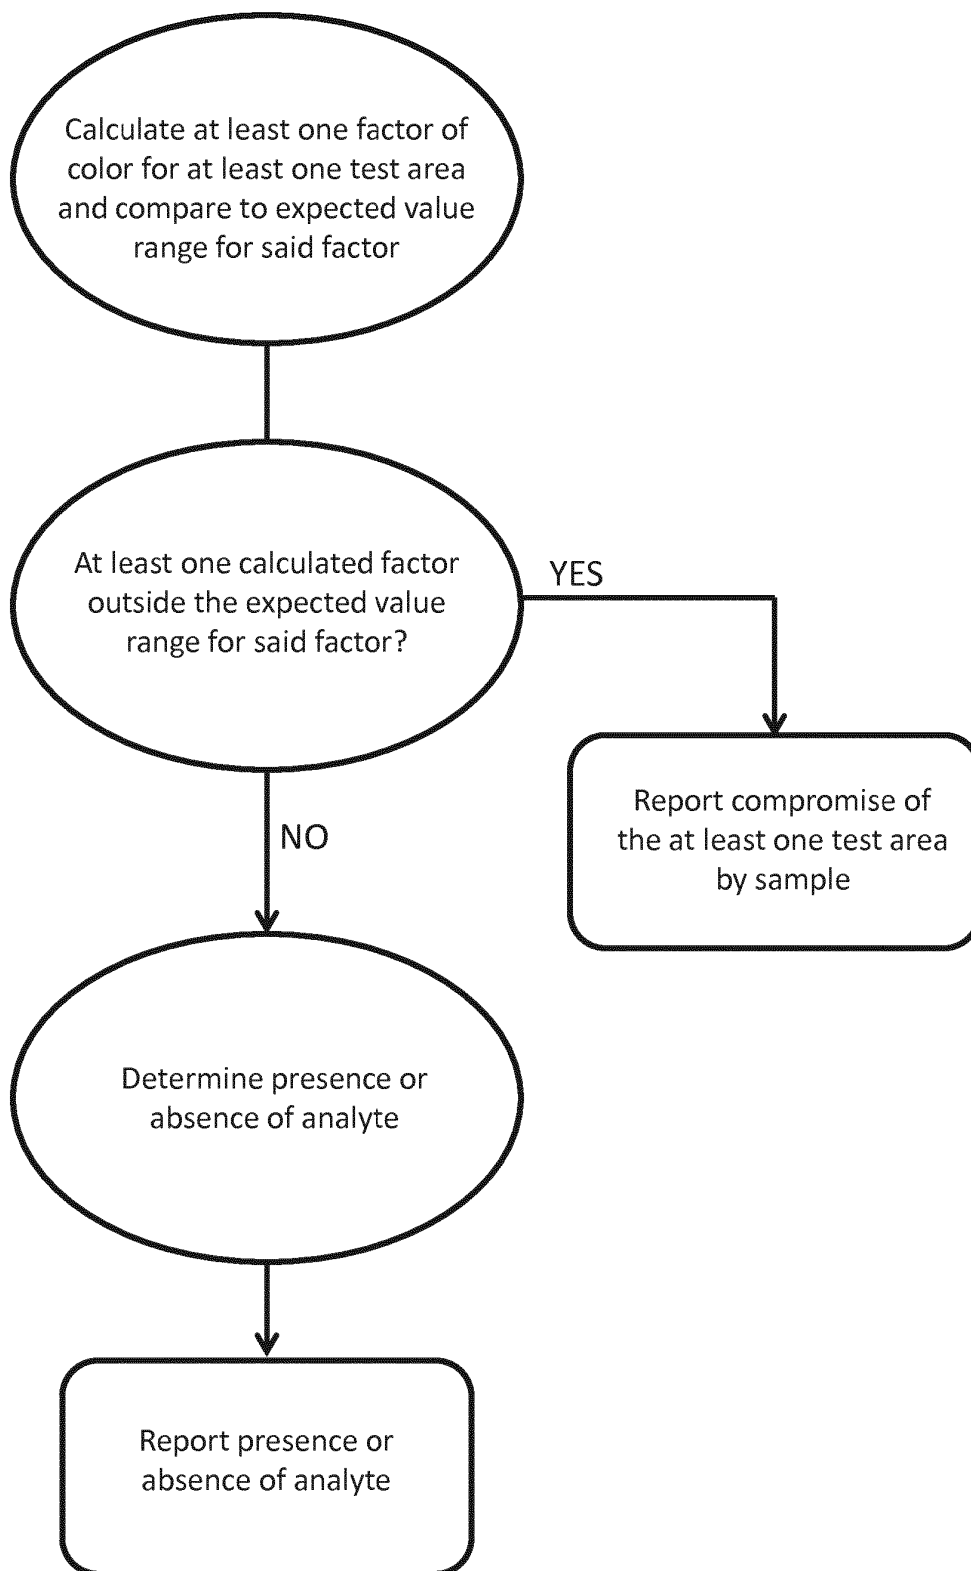 Calculate at least one factor of
color for at least one test area
and compare to expected value
range for said factor
At least one calculated factor
outside the expected value
range for said factor?
YES
Report compromise of
the at least one test area
by sample
NO
Determine presence or
absence of analyte
Report presence or
absence of analyte